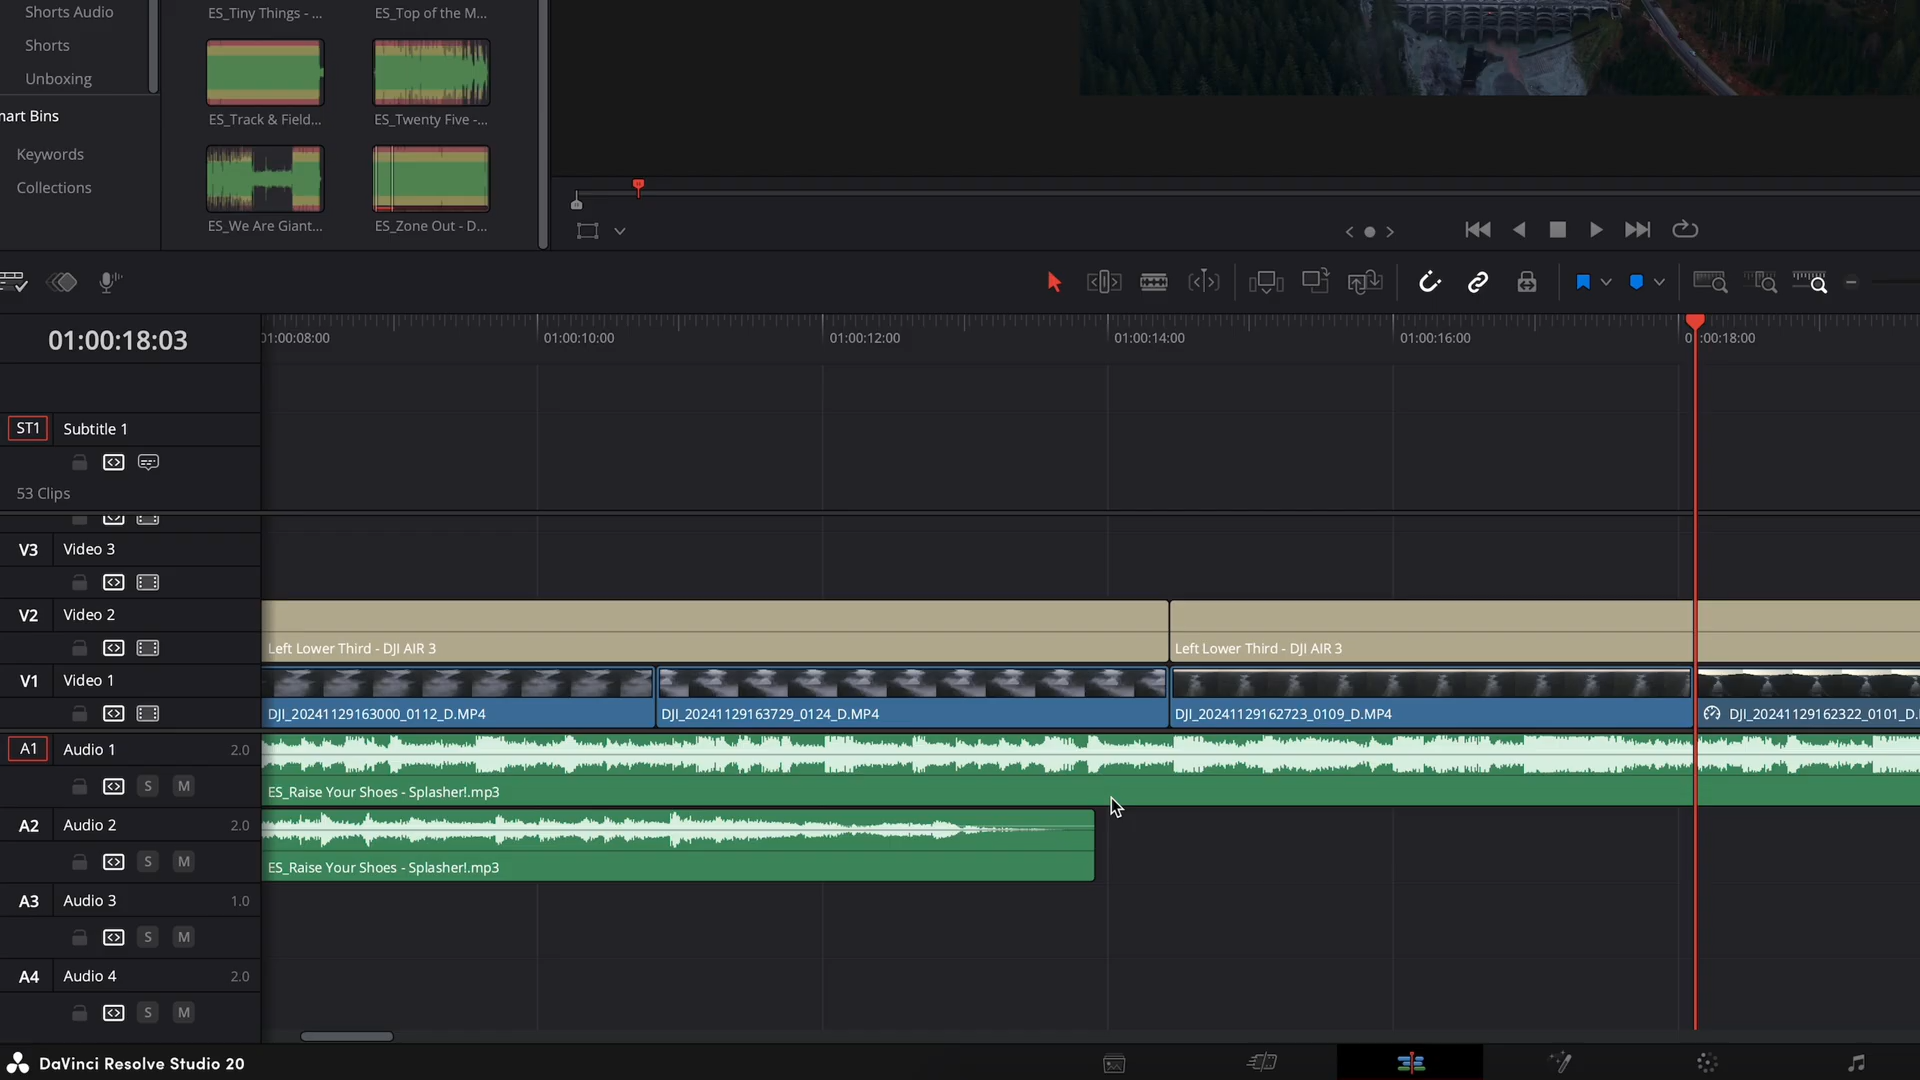 Shorts Audio
Shorts
Unboxing
mart Bins
Keywords
Collections
ES_Tiny Things - ...
ES_Top of the M...
ES_Track & Field...
ES_Twenty Five -...
ES_We Are Giant...
ES_Zone Out - D...
01:00:18:03
01:00:08:00
01:00:10:00
01:00:12:00
01:00:14:00
01:00:16:00
01:00:18:00
ST1 Subtitle 1
53 Clips
V3 Video 3
V2 Video 2
Left Lower Third - DJI AIR 3
Left Lower Third - DJI AIR 3
V1 Video 1
DJI_20241129163000_0112_D.MP4
DJI_20241129163729_0124_D.MP4
DJI_20241129162723_0109_D.MP4
DJI_20241129162322_0101_D.
A1 Audio 1 2.0
S M
ES_Raise Your Shoes - Splasher!.mp3
A2 Audio 2 2.0
S M
ES_Raise Your Shoes - Splasher!.mp3
A3 Audio 3 1.0
S M
A4 Audio 4 2.0
S M
DaVinci Resolve Studio 20